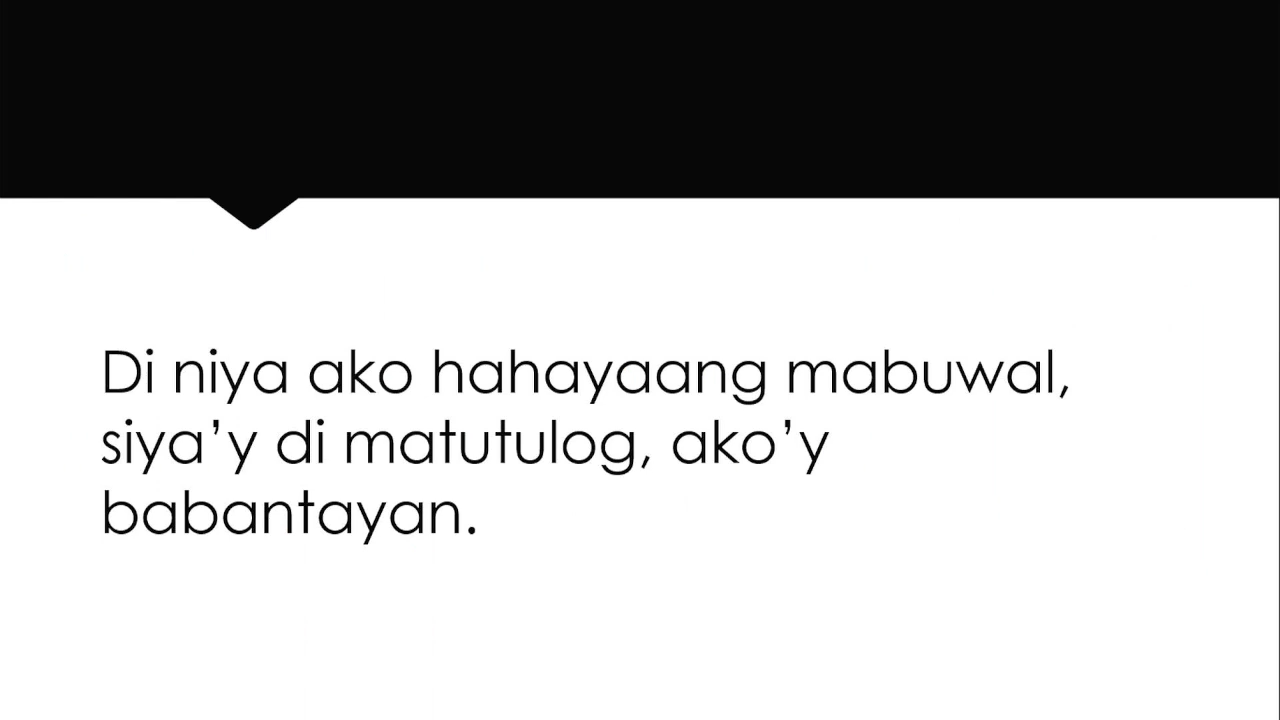 Di niya ako hahayaang mabuwal,
siya’y di matutulog, ako’y
babantayan.